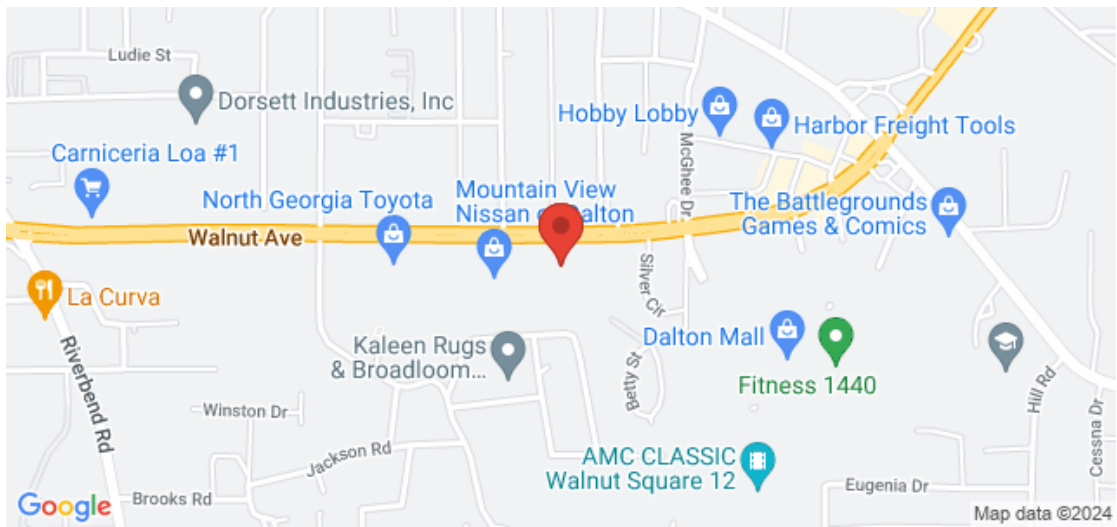 Ludie St
Dorsett Industries, Inc
Hobby Lobby
Harbor Freight Tools
McGhee Dr
Carniceria Loa #1
North Georgia Toyota
Mountain View
Nissan of Dalton
The Battlegrounds
Games & Comics
Walnut Ave
La Curva
Silver Cir
Dalton Mall
Kaleen Rugs
& Broadloom...
Riverbend Rd
Betty St
Fitness 1440
Hill Rd
Cessna Dr
Winston Dr
Jackson Rd
AMC CLASSIC
Walnut Square 12
Eugenia Dr
Brooks Rd
Google
Map data ©2024